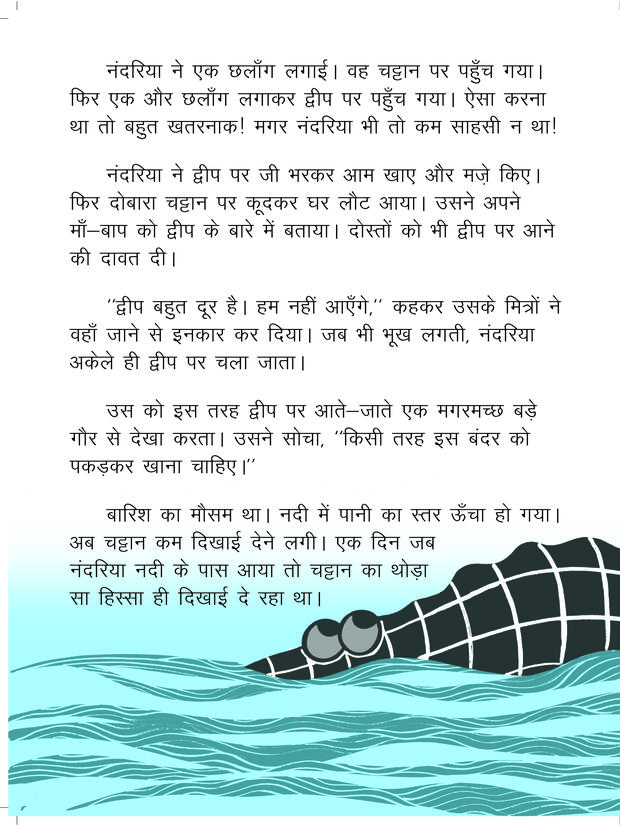 नंदरिया ने एक छलाँग लगाई। वह चट्टान पर पहुँच गया।
फिर एक और छलाँग लगाकर द्वीप पर पहुँच गया। ऐसा करना
था तो बहुत खतरनाक! मगर नंदरिया भी तो कम साहसी न था!
नंदरिया ने द्वीप पर जी भरकर आम खाए और मज़े किए।
फिर दोबारा चट्टान पर कूदकर घर लौट आया। उसने अपने
माँ–बाप को द्वीप के बारे में बताया। दोस्तों को भी द्वीप पर आने
की दावत दी।
''द्वीप बहुत दूर है। हम नहीं आएँगे,'' कहकर उसके मित्रों ने
वहाँ जाने से इनकार कर दिया। जब भी भूख लगती, नंदरिया
अकेले ही द्वीप पर चला जाता।
उस को इस तरह द्वीप पर आते–जाते एक मगरमच्छ बड़े
गौर से देखा करता। उसने सोचा, ''किसी तरह इस बंदर को
पकड़कर खाना चाहिए।''
बारिश का मौसम था। नदी में पानी का स्तर ऊँचा हो गया।
अब चट्टान कम दिखाई देने लगी। एक दिन जब
नंदरिया नदी के पास आया तो चट्टान का थोड़ा
सा हिस्सा ही दिखाई दे रहा था।